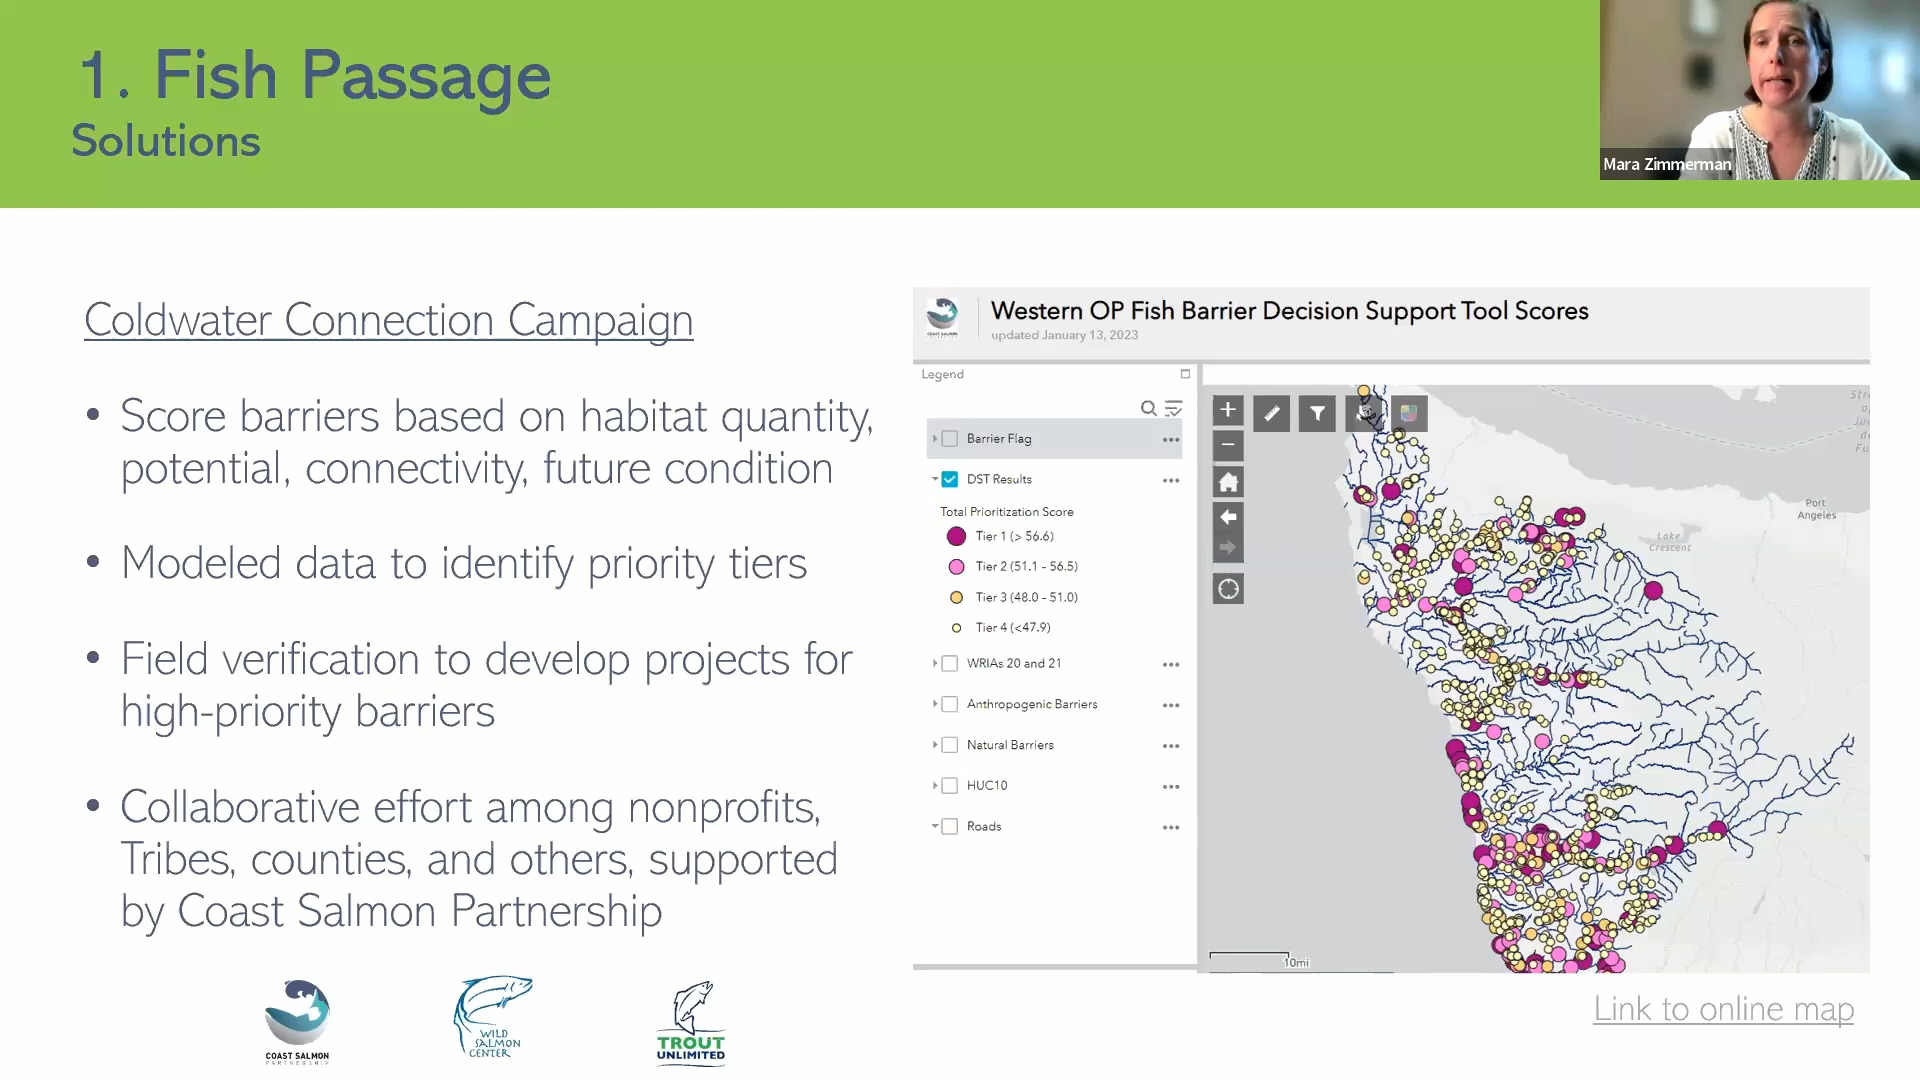 1. Fish Passage
Solutions
Mara Zimmerman
Coldwater Connection Campaign
• Score barriers based on habitat quantity,
potential, connectivity, future condition
• Modeled data to identify priority tiers
• Field verification to develop projects for
high-priority barriers
• Collaborative effort among nonprofits,
Tribes, counties, and others, supported
by Coast Salmon Partnership
COAST SALMON
PARTNERSHIP
WILD
SALMON
CENTER
TROUT
UNLIMITED
Western OP Fish Barrier Decision Support Tool Scores
updated January 13, 2023
Legend
Barrier Flag
DST Results
Total Prioritization Score
Tier 1 (> 56.6)
Tier 2 (51.1 - 56.5)
Tier 3 (48.0 - 51.0)
Tier 4 (<47.9)
WRIAs 20 and 21
Anthropogenic Barriers
Natural Barriers
HUC10
Roads
Port
Angeles
Lake
Crescent
10mi
Link to online map